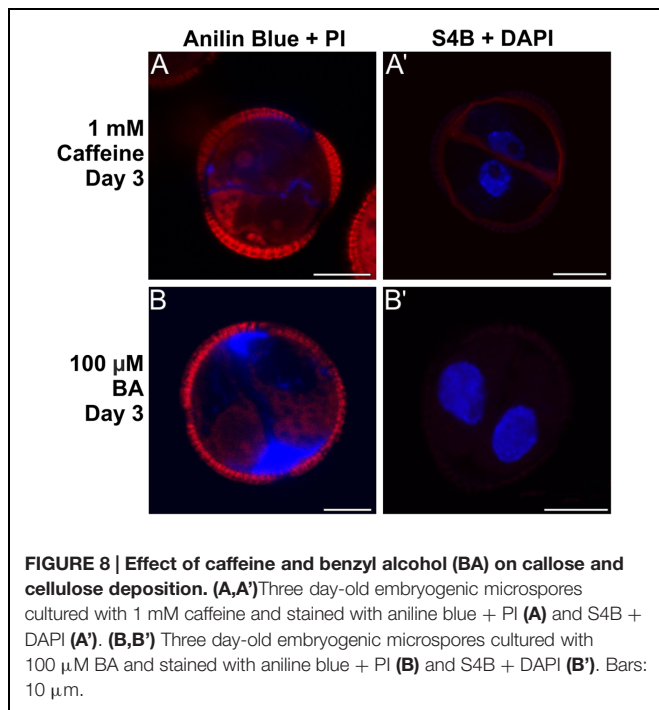 Anilin Blue + PI
S4B + DAPI
1 mM
Caffeine
Day 3
A
A'
100 µM
BA
Day 3
B
B'
FIGURE 8 | Effect of caffeine and benzyl alcohol (BA) on callose and
cellulose deposition. (A,A’)Three day-old embryogenic microspores
cultured with 1 mM caffeine and stained with aniline blue + PI (A) and S4B +
DAPI (A’). (B,B’) Three day-old embryogenic microspores cultured with
100 µM BA and stained with aniline blue + PI (B) and S4B + DAPI (B’). Bars:
10 µm.